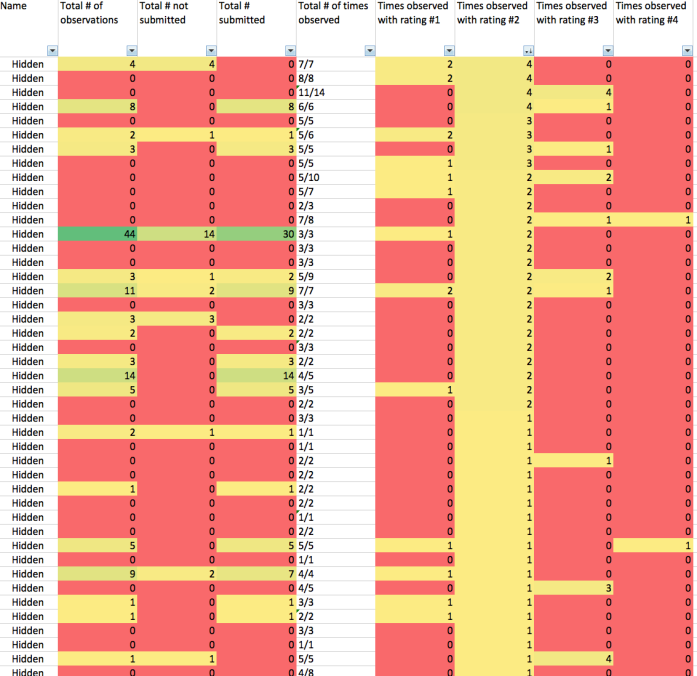 Name Total # of Total # not Total # Total # of times Times observed Times observed Times observed Times observed
observations submitted submitted observed with rating #1 with rating #2 with rating #3 with rating #4
Hidden 4 4 0 7/7 2 4 0 0
Hidden 0 0 0 8/8 2 4 0 0
Hidden 0 0 0 11/14 0 4 4 0
Hidden 8 0 8 6/6 0 4 1 0
Hidden 0 0 0 5/5 0 3 0 0
Hidden 2 1 1 5/6 2 3 0 0
Hidden 3 0 3 5/5 0 3 1 0
Hidden 0 0 0 5/5 1 3 0 0
Hidden 0 0 0 5/10 1 2 2 0
Hidden 0 0 0 5/7 1 2 0 0
Hidden 0 0 0 2/3 0 2 0 0
Hidden 0 0 0 7/8 0 2 1 1
Hidden 44 14 30 3/3 1 2 0 0
Hidden 0 0 0 3/3 0 2 0 0
Hidden 0 0 0 3/3 0 2 0 0
Hidden 3 1 2 5/9 0 2 2 0
Hidden 11 2 9 7/7 2 2 1 0
Hidden 0 0 0 3/3 0 2 0 0
Hidden 3 3 0 2/2 0 2 0 0
Hidden 2 0 2 2/2 0 2 0 0
Hidden 0 0 0 3/3 0 2 0 0
Hidden 3 0 3 2/2 0 2 0 0
Hidden 14 0 14 4/5 0 2 0 0
Hidden 5 0 5 3/5 1 2 0 0
Hidden 0 0 0 2/2 0 2 0 0
Hidden 0 0 0 3/3 0 1 0 0
Hidden 2 1 1 1/1 0 1 0 0
Hidden 0 0 0 1/1 0 1 0 0
Hidden 0 0 0 2/2 0 1 1 0
Hidden 0 0 0 2/2 0 1 0 0
Hidden 1 0 1 2/2 0 1 0 0
Hidden 0 0 0 2/2 0 1 0 0
Hidden 0 0 0 1/1 0 1 0 0
Hidden 0 0 0 2/2 0 1 0 0
Hidden 5 0 5 5/5 1 1 0 1
Hidden 0 0 0 1/1 0 1 0 0
Hidden 9 2 7 4/4 1 1 0 0
Hidden 0 0 0 4/5 0 1 3 0
Hidden 1 0 1 3/3 1 1 0 0
Hidden 1 0 1 2/2 1 1 0 0
Hidden 0 0 0 3/3 0 1 0 0
Hidden 0 0 0 1/1 0 1 0 0
Hidden 1 1 0 5/5 0 1 4 0
Hidden 0 0 0 4/8 0 1 0 0